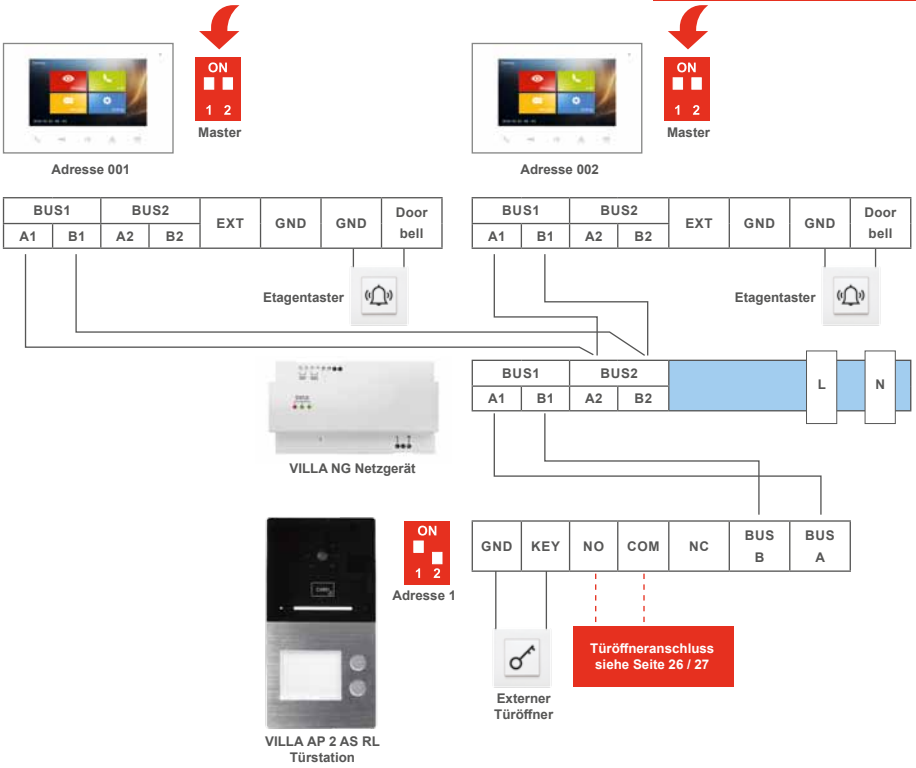 ON
1 2
Master
Adresse 001
ON
1 2
Master
Adresse 002
BUS1 BUS2 EXT GND GND Door bell
A1 B1 A2 B2
Etagentaster
BUS1 BUS2 EXT GND GND Door bell
A1 B1 A2 B2
Etagentaster
VILLA NG Netzgerät
BUS1 BUS2 L N
A1 B1 A2 B2
ON
1 2
Adresse 1
GND KEY NO COM NC BUS B BUS A
Externer
Türöffner
Türöffneranschluss
siehe Seite 26 / 27
VILLA AP 2 AS RL
Türstation